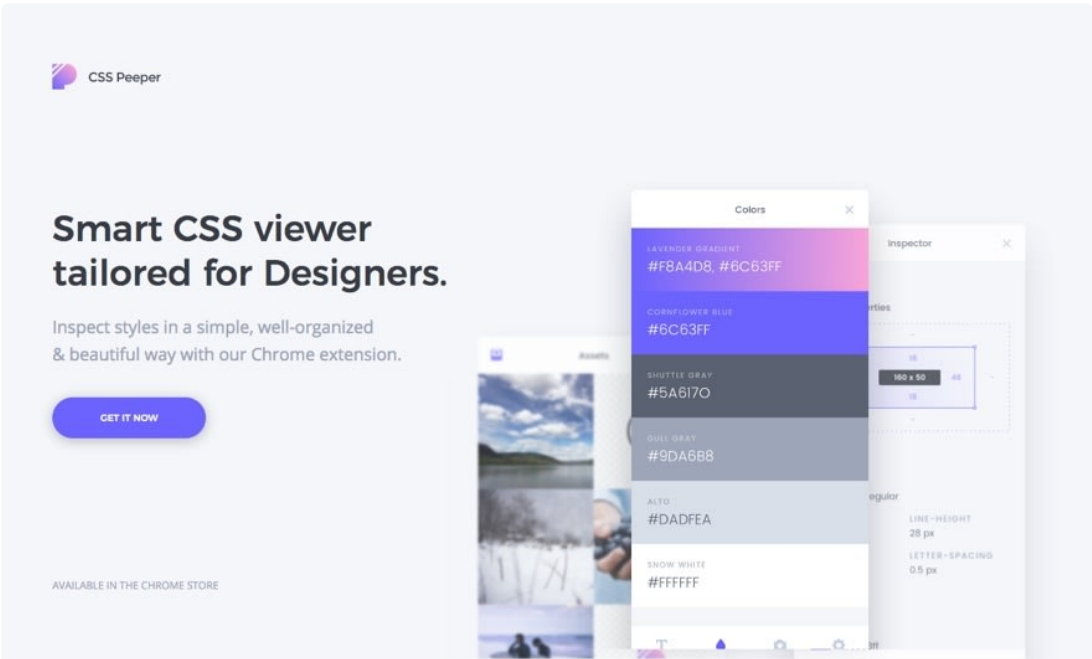 CSS Peeper
Smart CSS viewer
tailored for Designers.
Inspect styles in a simple, well-organized
& beautiful way with our Chrome extension.
GET IT NOW
AVAILABLE IN THE CHROME STORE
Assets
Colors
LAVENDER GRADIENT
#F8A4D8, #6C63FF
CORNFLOWER BLUE
#6C63FF
SHUTTLE GRAY
#5A6170
GULL GRAY
#9DA6B8
ALTO
#DADFEA
SNOW WHITE
#FFFFFF
Inspector
erties
-
16
160 x 50
48
-
16
-
egular
LINE-HEIGHT
28 px
LETTER-SPACING
0.5 px